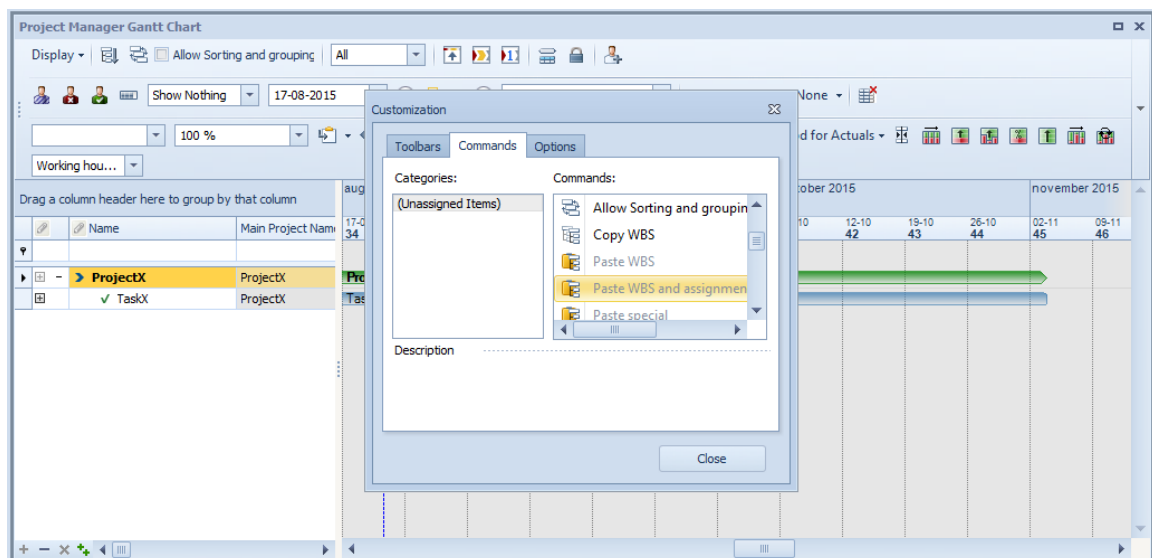 Project Manager Gantt Chart
Display Allow Sorting and grouping All
Show Nothing 17-08-2015 None
100 % d for Actuals
Working hou...
Customization
Toolbars Commands Options
Categories: Commands:
(Unassigned Items) Allow Sorting and groupin
Copy WBS
Paste WBS
Paste WBS and assignmen
Paste special
Description
Close
Drag a column header here to group by that column
aug ober 2015 november 2015
Name Main Project Nam
17-0 10 12-10 19-10 26-10 02-11 09-11
34 42 43 44 45 46
ProjectX ProjectX Pro
TaskX ProjectX Tas